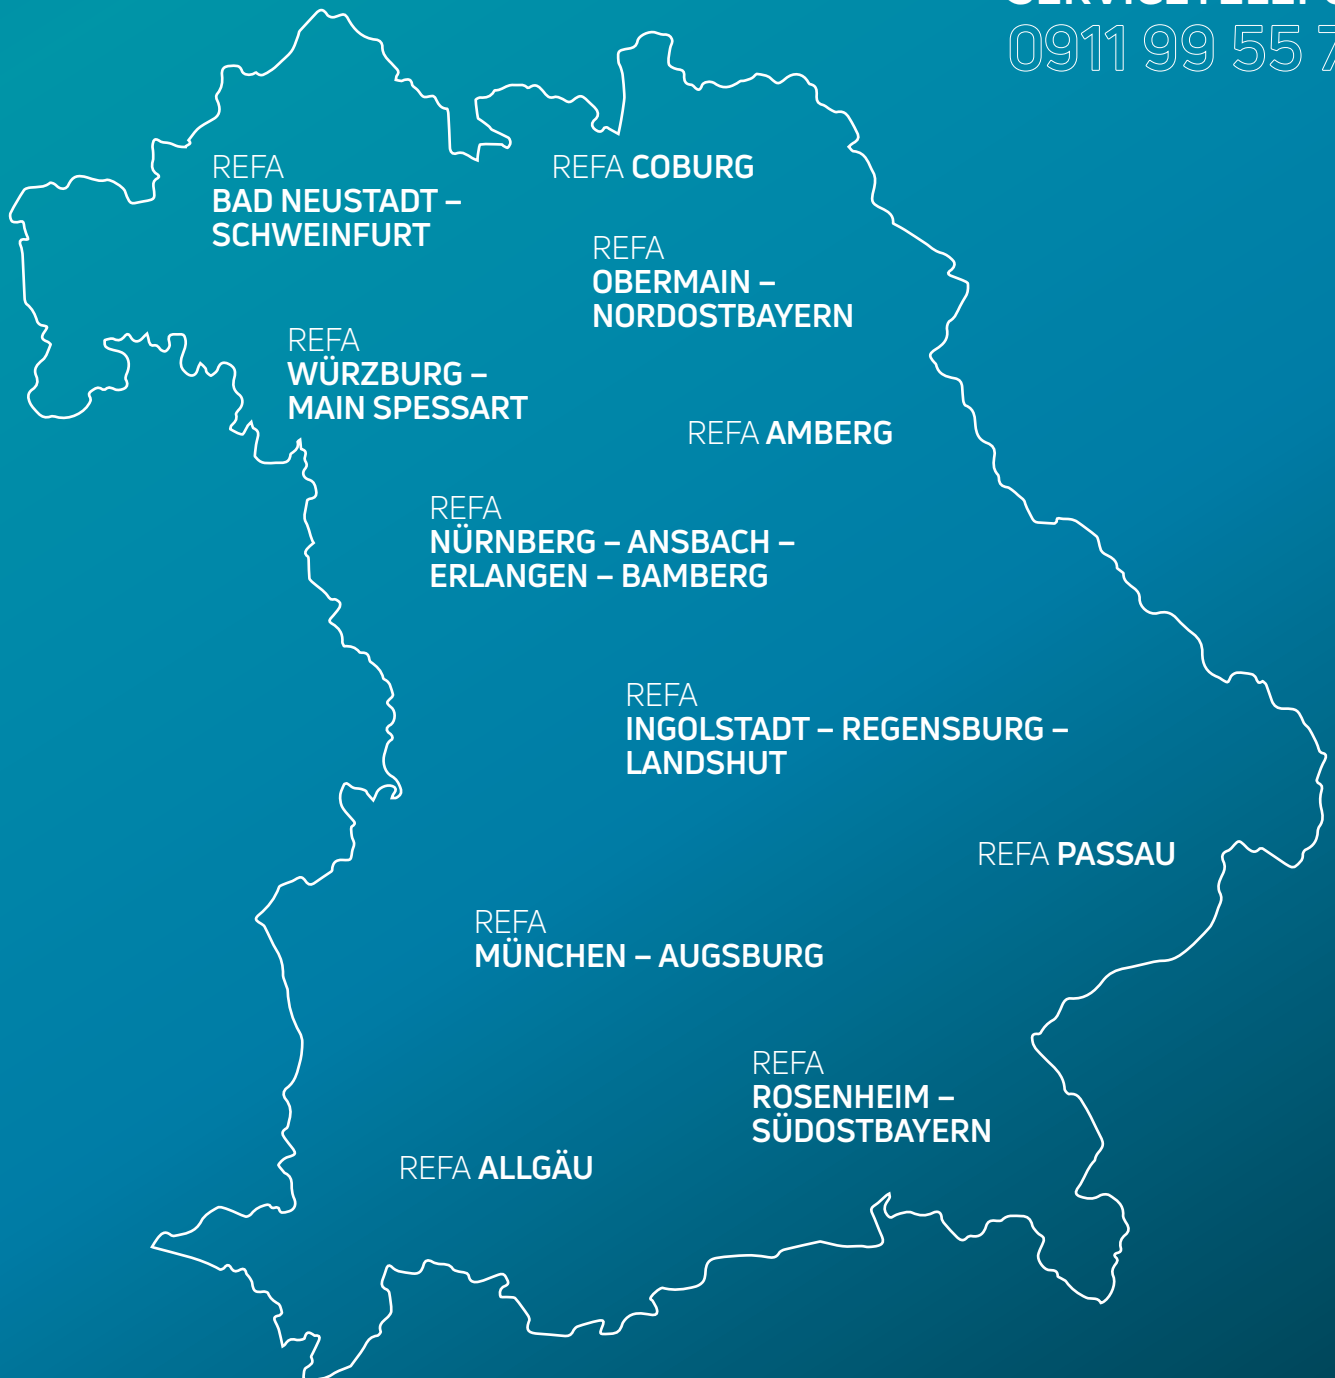 0911 99 55 7
REFA
BAD NEUSTADT –
SCHWEINFURT
REFA COBURG
REFA
OBERMAIN –
NORDOSTBAYERN
REFA
WÜRZBURG –
MAIN SPESSART
REFA AMBERG
REFA
NÜRNBERG – ANSBACH –
ERLANGEN – BAMBERG
REFA
INGOLSTADT – REGENSBURG –
LANDSHUT
REFA PASSAU
REFA
MÜNCHEN – AUGSBURG
REFA
ROSENHEIM –
SÜDOSTBAYERN
REFA ALLGÄU